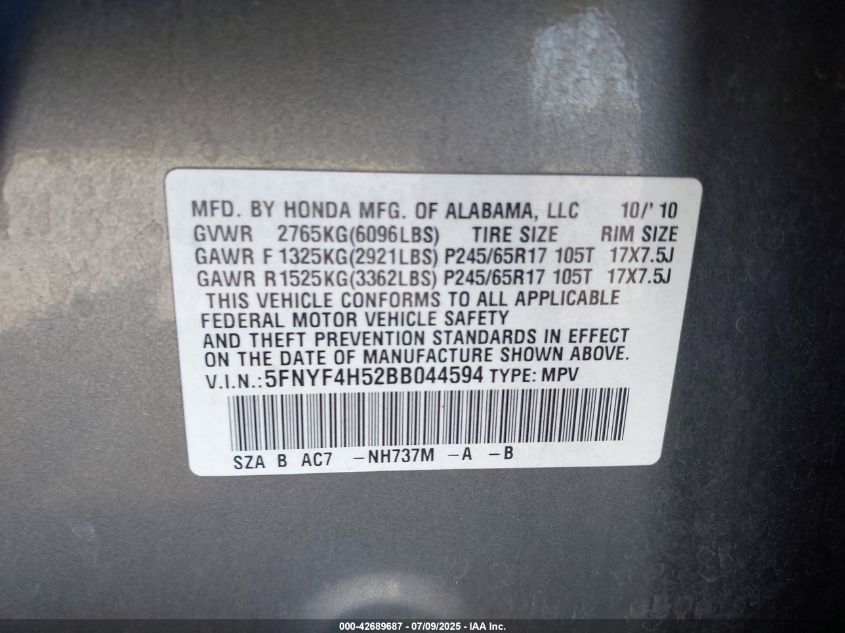 MFD. BY HONDA MFG. OF ALABAMA, LLC 10/'10
GVWR 2765KG(6096LBS) TIRE SIZE RIM SIZE
GAWR F 1325KG(2921LBS) P245/65R17 105T 17X7.5J
GAWR R 1525KG(3362LBS) P245/65R17 105T 17X7.5J
THIS VEHICLE CONFORMS TO ALL APPLICABLE
FEDERAL MOTOR VEHICLE SAFETY
AND THEFT PREVENTION STANDARDS IN EFFECT
ON THE DATE OF MANUFACTURE SHOWN ABOVE.
V.I.N.:5FNYF4H52BB044594 TYPE: MPV
SZA B AC7 -NH737M -A -B
000-42689687 - 07/09/2025 - IAA Inc.